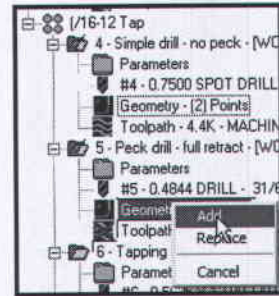 (/16-12 Tap
4 - Simple drill - no peck - [WC
Parameters
#4 - 0.7500 SPOT DRILL
Geometry - (2) Points
Toolpath - 4.4K - MACHIN
5 - Peck drill - full retract - [WC
Parameters
#5 - 0.4844 DRILL - 31/6
Geomet Add
Toolpath Replace
6 - Tapping
Paramet Cancel